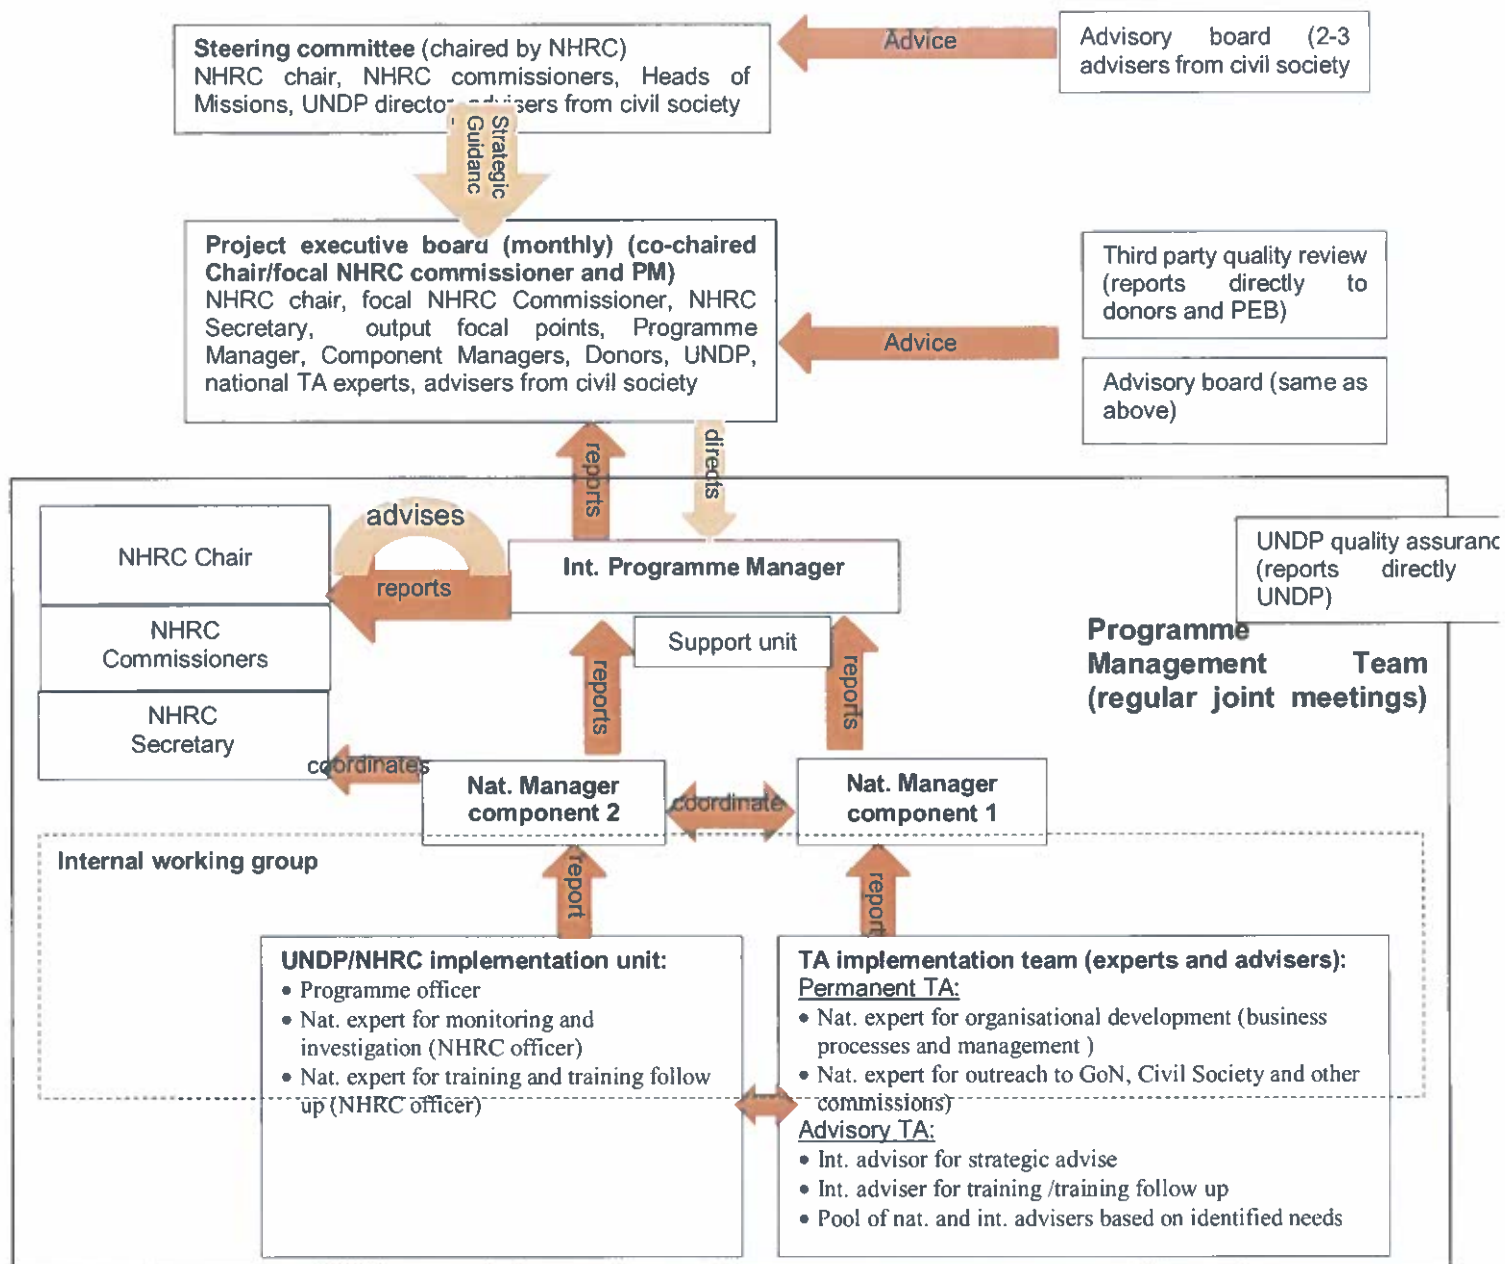 Steering committee (chaired by NHRC)
NHRC chair, NHRC commissioners, Heads of
Missions, UNDP director, advisers from civil society
Advice
Advisory board (2-3
advisers from civil society
Strategic
Guidanc
Project executive board (monthly) (co-chaired
Chair/focal NHRC commissioner and PM)
NHRC chair, focal NHRC Commissioner, NHRC
Secretary, output focal points, Programme
Manager, Component Managers, Donors, UNDP,
national TA experts, advisers from civil society
Advice
Third party quality review
(reports directly to
donors and PEB)
Advisory board (same as
above)
reports
directs
NHRC Chair
advises
reports
Int. Programme Manager
UNDP quality assuranc
(reports directly
UNDP)
NHRC
Commissioners
Support unit
Programme
Management Team
(regular joint meetings)
reports
reports
NHRC
Secretary
coordinates
Nat. Manager
component 2
coordinate
Nat. Manager
component 1
Internal working group
report
report
UNDP/NHRC implementation unit:
• Programme officer
• Nat. expert for monitoring and
investigation (NHRC officer)
• Nat. expert for training and training follow
up (NHRC officer)
TA implementation team (experts and advisers):
Permanent TA:
• Nat. expert for organisational development (business
processes and management )
• Nat. expert for outreach to GoN, Civil Society and other
commissions)
Advisory TA:
• Int. advisor for strategic advise
• Int. adviser for training /training follow up
• Pool of nat. and int. advisers based on identified needs